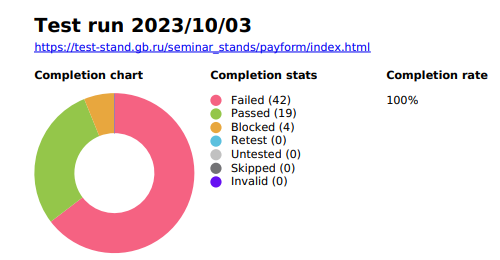 Test run 2023/10/03
https://test-stand.gb.ru/seminar_stands/payform/index.html
Completion chart
Completion stats
Completion rate
Failed (42)
100%
Passed (19)
Blocked (4)
Retest (0)
Untested (0)
Skipped (0)
Invalid (0)